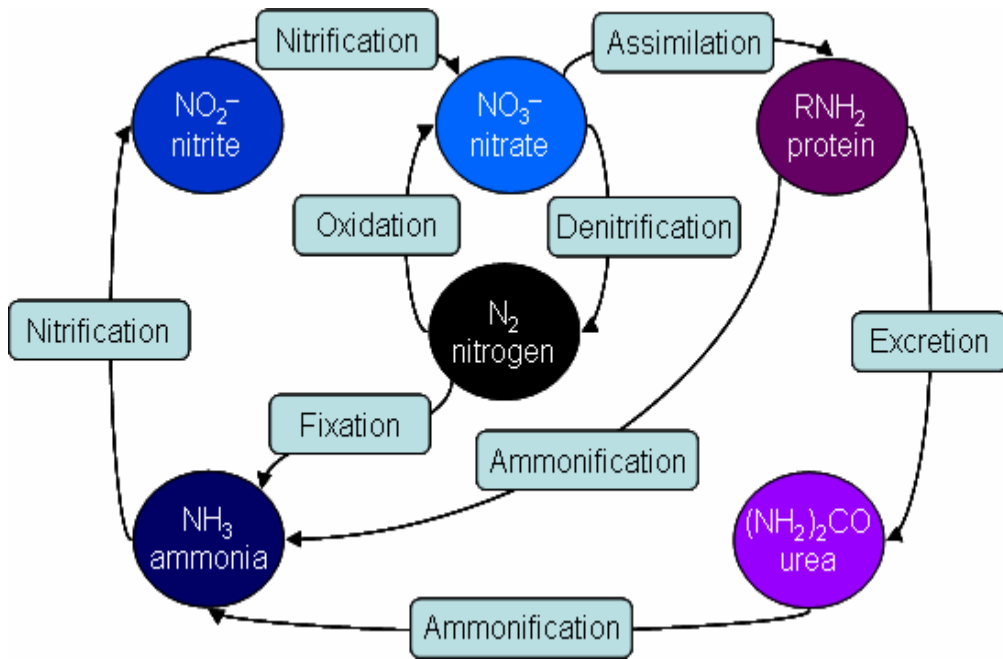 Nitrification
Assimilation
NO₂⁻
nitrite
NO₃⁻
nitrate
RNH₂
protein
Oxidation
Denitrification
Nitrification
N₂
nitrogen
Excretion
Fixation
Ammonification
NH₃
ammonia
(NH₂)₂CO
urea
Ammonification